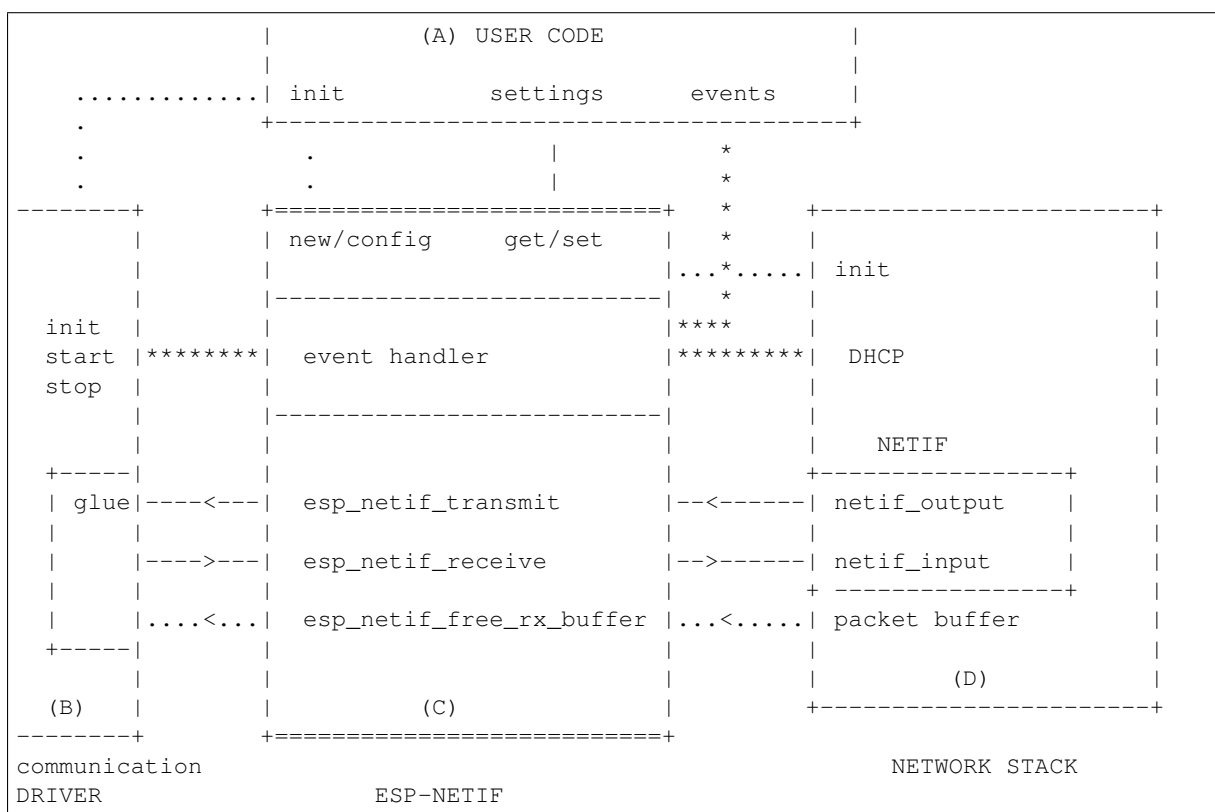 (A) USER CODE
init settings events
new/config get/set
init
init
start event handler DHCP
stop
NETIF
glue esp_netif_transmit netif_output
esp_netif_receive netif_input
esp_netif_free_rx_buffer packet buffer
(D)
(B) (C)
communication NETWORK STACK
DRIVER ESP-NETIF